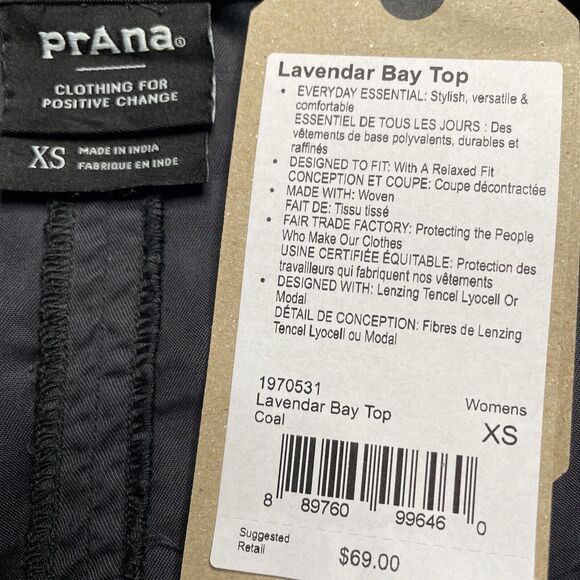 prAna®
CLOTHING FOR
POSITIVE CHANGE
XS
MADE IN INDIA
FABRIQUE EN INDE
Lavendar Bay Top
• EVERYDAY ESSENTIAL: Stylish, versatile &
comfortable
ESSENTIEL DE TOUS LES JOURS : Des
vêtements de base polyvalents, durables et
raffinés
• DESIGNED TO FIT: With A Relaxed Fit
CONCEPTION ET COUPE: Coupe décontractée
• MADE WITH: Woven
FAIT DE: Tissu tissé
• FAIR TRADE FACTORY: Protecting the People
Who Make Our Clothes
USINE CERTIFIÉE ÉQUITABLE: Protection des
travailleurs qui fabriquent nos vêtements
• DESIGNED WITH: Lenzing Tencel Lyocell Or
Modal
DÉTAIL DE CONCEPTION: Fibres de Lenzing
Tencel Lyocell ou Modal
1970531
Lavendar Bay Top
Coal
Womens
XS
8 89760 99646 0
Suggested
Retail
$69.00